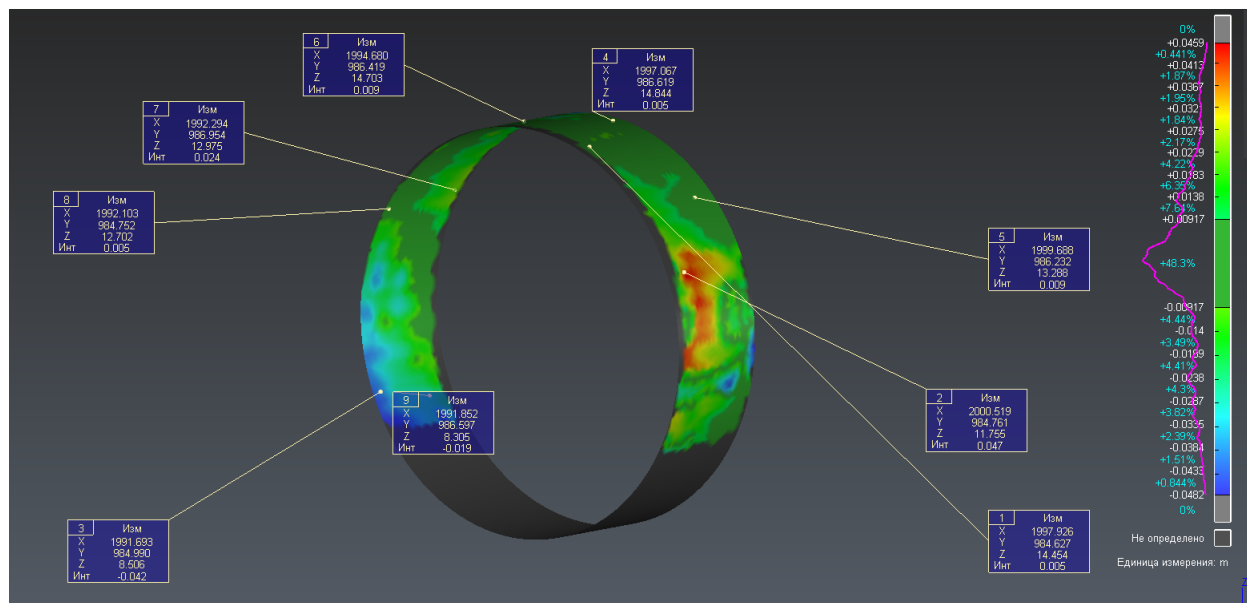 6 Изм
X 1994.680
Y 986.419
Z 14.703
Инт 0.009
4 Изм
X 1997.067
Y 986.619
Z 14.844
Инт 0.005
7 Изм
X 1992.294
Y 986.954
Z 12.975
Инт 0.024
8 Изм
X 1992.103
Y 984.752
Z 12.702
Инт 0.005
5 Изм
X 1999.688
Y 986.232
Z 13.288
Инт 0.009
9 Изм
X 1991.852
Y 986.597
Z 8.305
Инт -0.019
2 Изм
X 2000.519
Y 984.761
Z 11.755
Инт 0.047
3 Изм
X 1991.693
Y 984.990
Z 8.506
Инт -0.042
1 Изм
X 1997.926
Y 984.627
Z 14.454
Инт 0.005
0%
+0.0459
+0.441%
+0.0413
+1.87%
+0.0367
+1.95%
+0.0321
+1.84%
+0.0275
+2.17%
+0.0229
+4.22%
+0.0183
+6.35%
+0.0138
+7.64%
+0.00917
+48.3%
-0.00917
+4.44%
-0.014
+3.49%
-0.0189
+4.41%
-0.0238
+4.3%
-0.0287
+3.82%
-0.0335
+2.39%
-0.0384
+1.51%
-0.0433
+0.844%
-0.0482
0%
Не определено
Единица измерения: m
Z